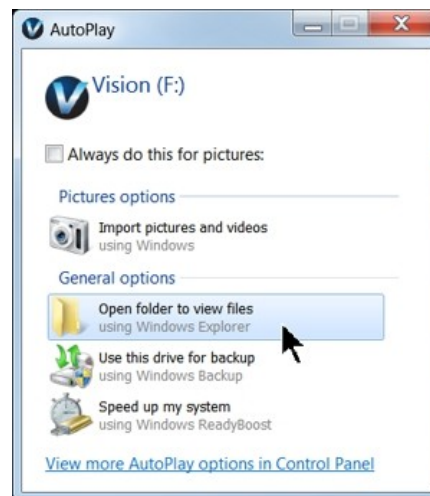 AutoPlay
Vision (F:)
Always do this for pictures:
Pictures options
Import pictures and videos
using Windows
General options
Open folder to view files
using Windows Explorer
Use this drive for backup
using Windows Backup
Speed up my system
using Windows ReadyBoost
View more AutoPlay options in Control Panel